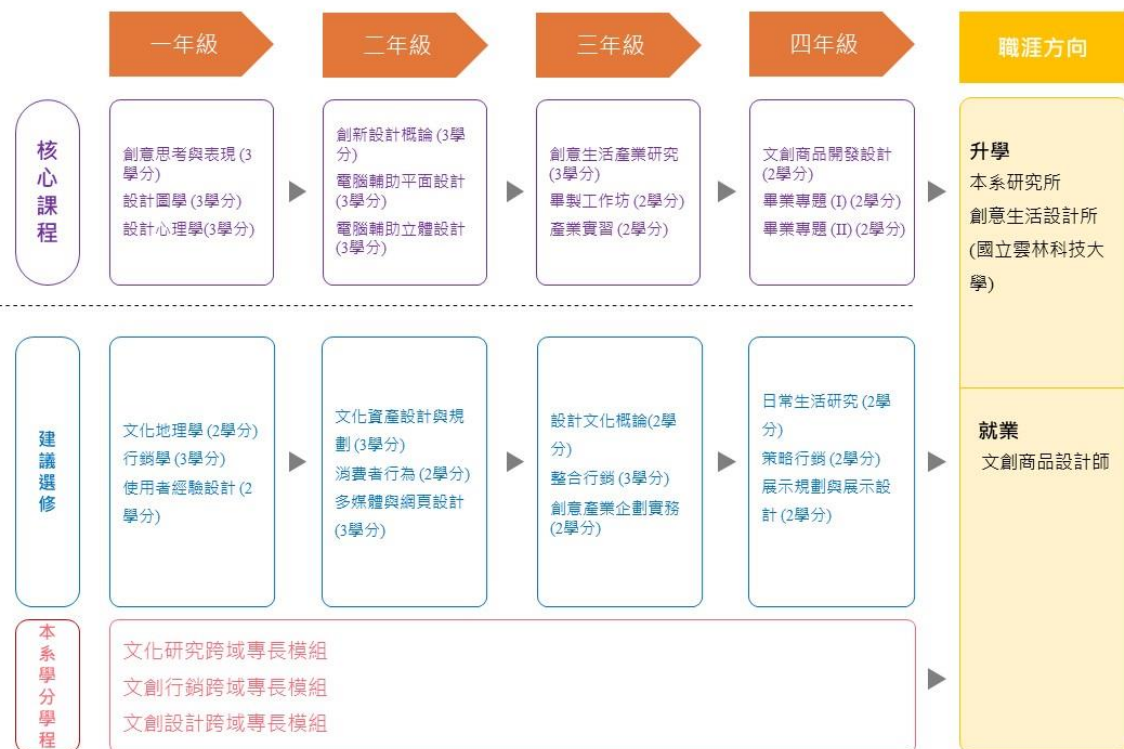 一年級
二年級
三年級
四年級
職涯方向
核心課程
創意思考與表現 (3
學分)
設計圖學 (3學分)
設計心理學(3學分)
創新設計概論 (3學
分)
電腦輔助平面設計
(3學分)
電腦輔助立體設計
(3學分)
創意生活產業研究
(3學分)
畢製工作坊 (2學分)
產業實習 (2學分)
文創商品開發設計
(2學分)
畢業專題 (I) (2學分)
畢業專題 (II) (2學分)
升學
本系研究所
創意生活設計所
(國立雲林科技大
學)
建議選修
文化地理學 (2學分)
行銷學 (3學分)
使用者經驗設計 (2
學分)
文化資產設計與規
劃 (3學分)
消費者行為 (2學分)
多媒體與網頁設計
(3學分)
設計文化概論(2學
分)
整合行銷 (3學分)
創意產業企劃實務
(2學分)
日常生活研究 (2學
分)
策略行銷 (2學分)
展示規劃與展示設
計 (2學分)
就業
文創商品設計師
本系學分學程
文化研究跨域專長模組
文創行銷跨域專長模組
文創設計跨域專長模組